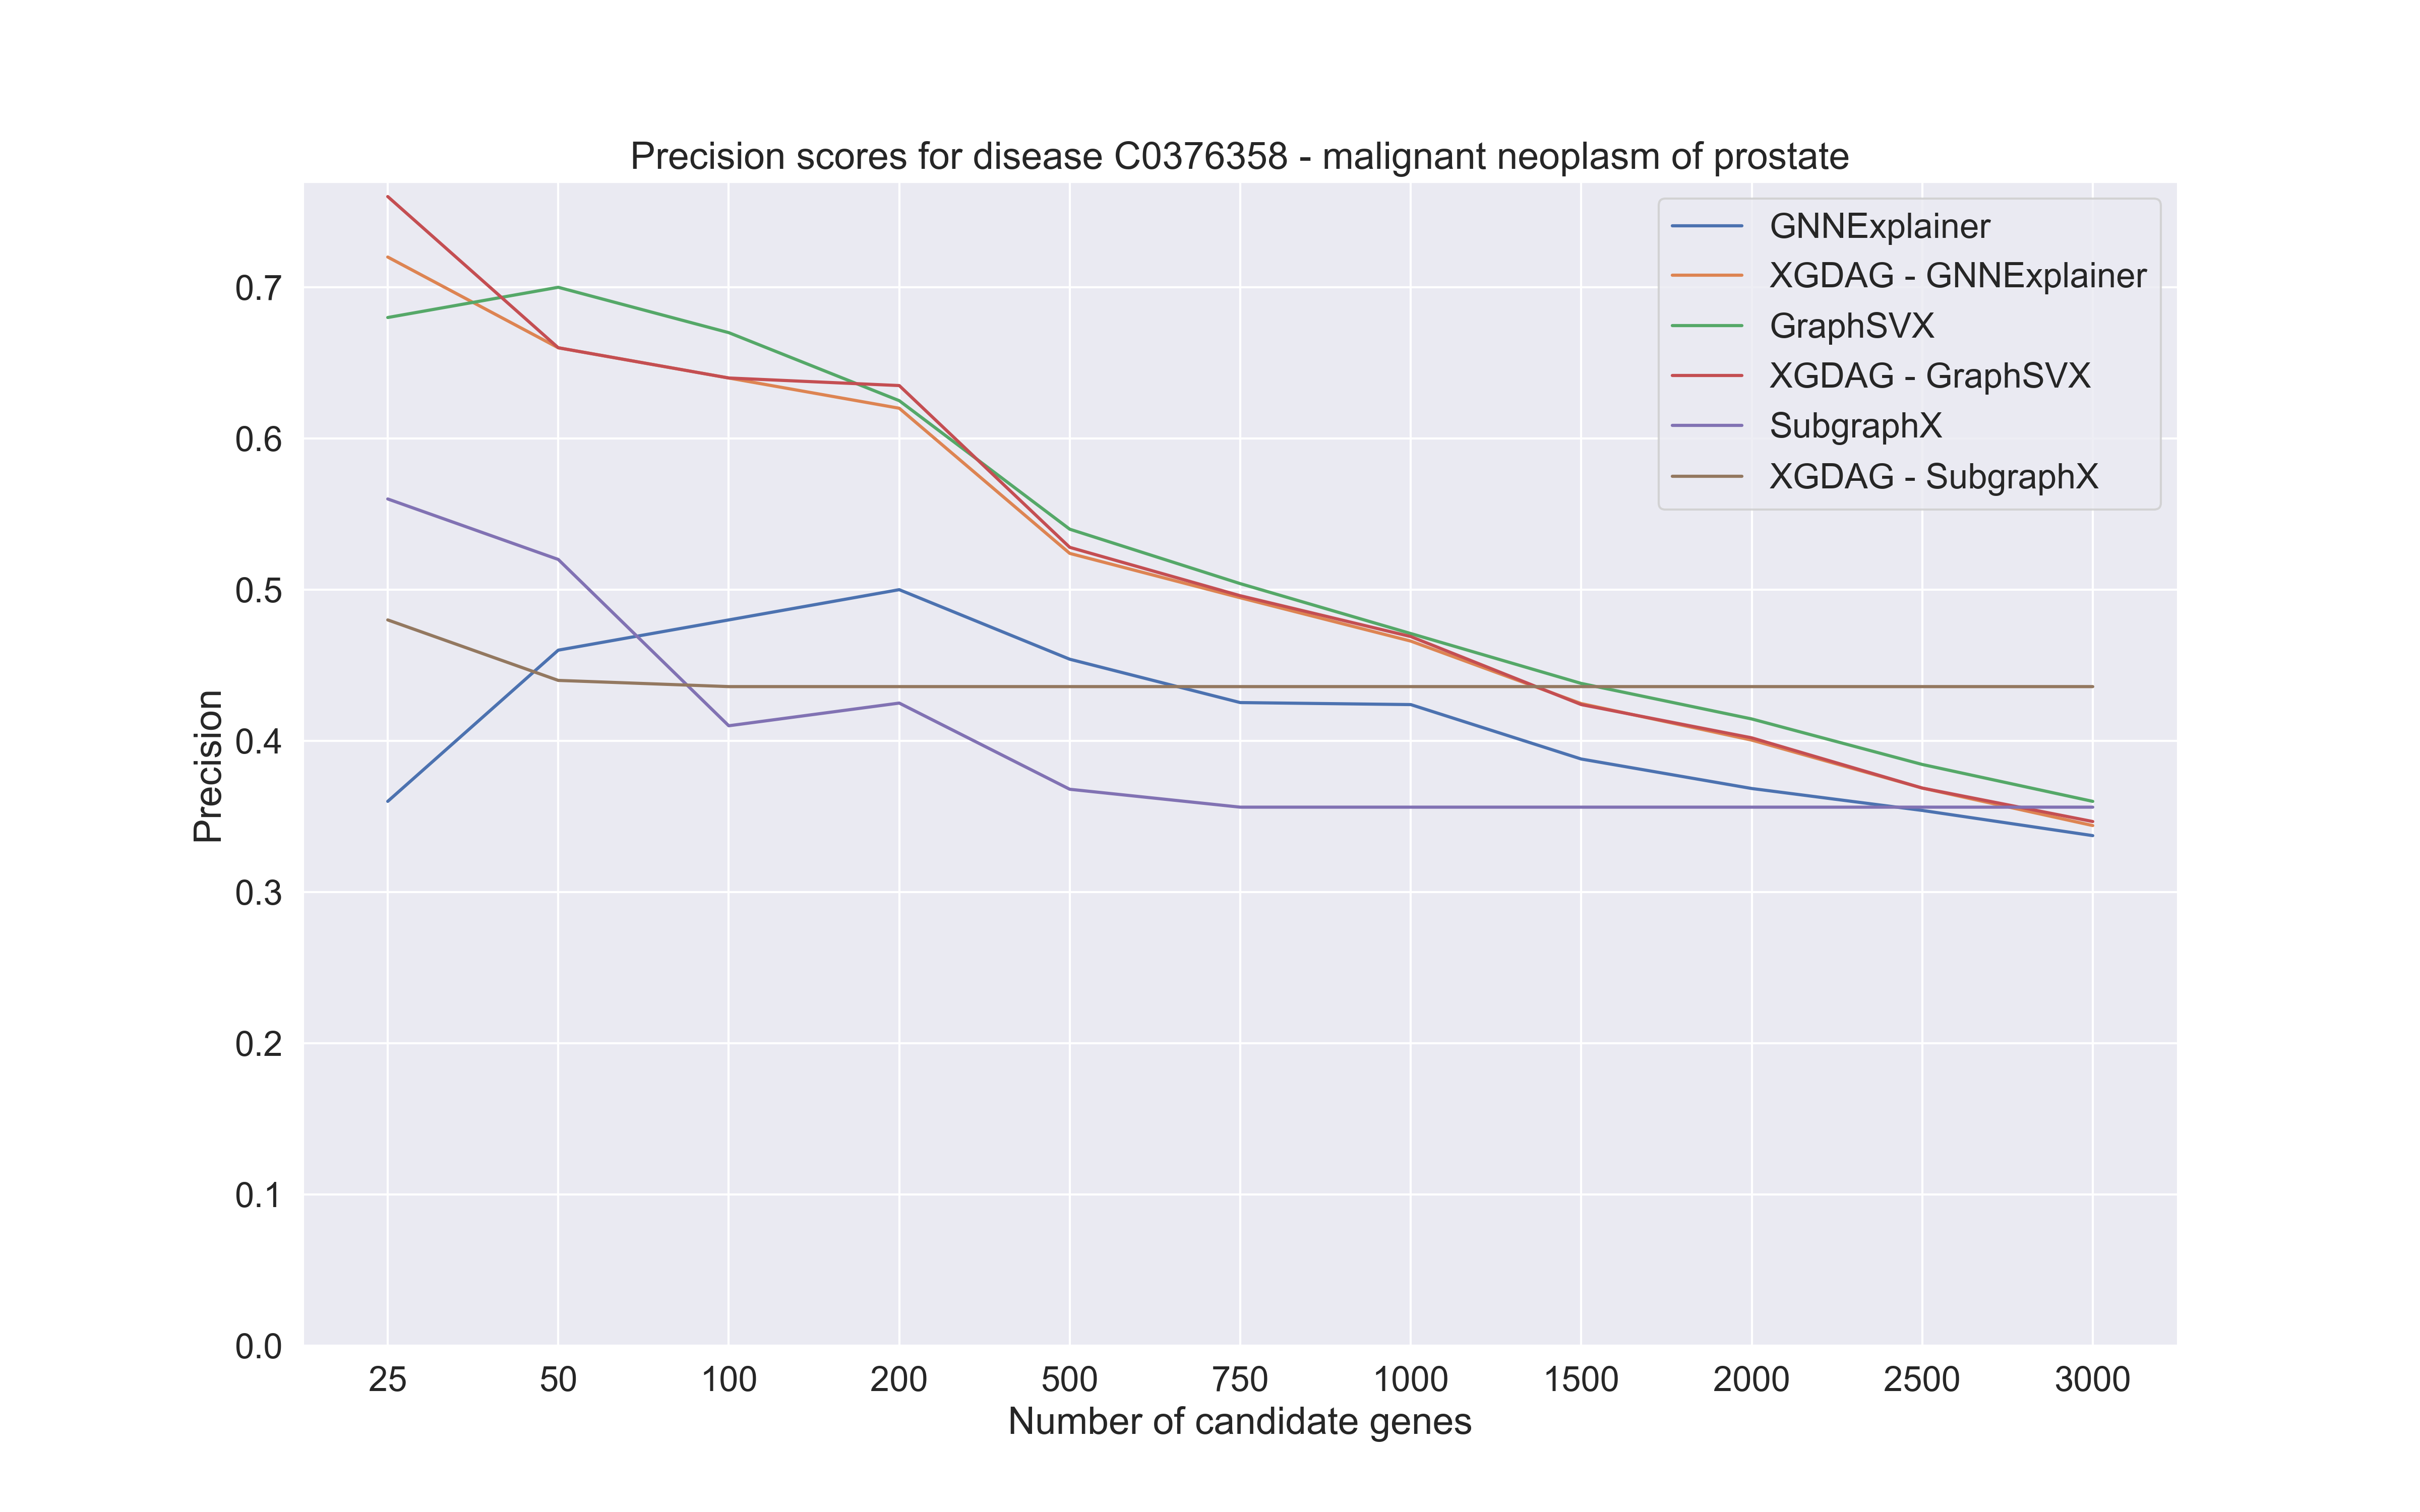 Precision scores for disease C0376358 - malignant neoplasm of prostate
GNNExplainer
XGDAG - GNNExplainer
GraphSVX
XGDAG - GraphSVX
SubgraphX
XGDAG - SubgraphX
Precision
0.7
0.6
0.5
0.4
0.3
0.2
0.1
0.0
25 50 100 200 500 750 1000 1500 2000 2500 3000
Number of candidate genes